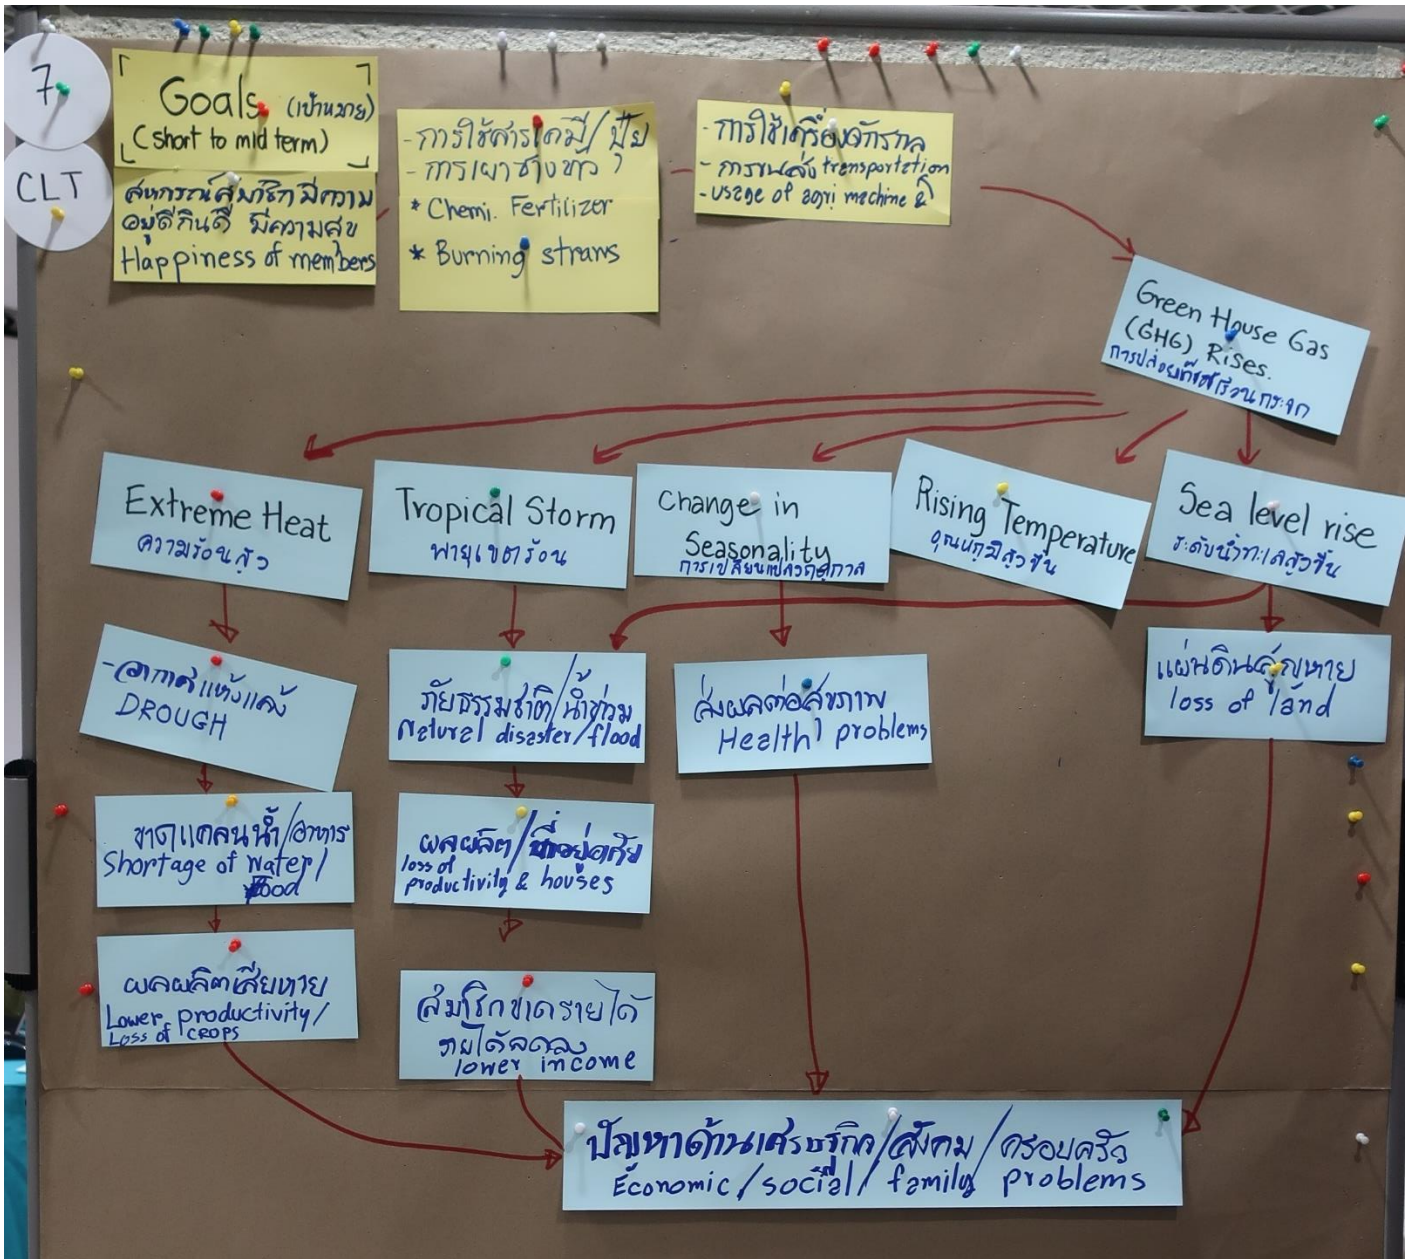 7
CLT
Goals (เป้าหมาย)
(short to mid term)
สหกรณ์สมาชิกมีความ
อยู่ดีกินดี มีความสุข
Happiness of members
- การใช้สารเคมี/ปุ๋ย
- การเผาฟางข้าว
* Chemi. Fertilizer
* Burning straws
- การใช้เครื่องจักรกล
- การขนส่ง transportation
- usage of agri machine &
Green House Gas
(GHG) Rises.
การปล่อยก๊าซเรือนกระจก
Extreme Heat
ความร้อนสูง
Tropical Storm
พายุเขตร้อน
Change in
Seasonality
การเปลี่ยนแปลงฤดูกาล
Rising Temperature
อุณหภูมิสูงขึ้น
Sea level rise
ระดับน้ำทะเลสูงขึ้น
- อากาศแห้งแล้ง
DROUGH
ภัยธรรมชาติ/น้ำท่วม
Natural disaster/flood
ส่งผลต่อสุขภาพ
Health problems
แผ่นดินสูญหาย
loss of land
ขาดแคลนน้ำ/อาหาร
Shortage of water/
food
ผลผลิต/ที่อยู่อาศัย
loss of
productivity & houses
ผลผลิตเสียหาย
Lower productivity/
Loss of CROPS
สมาชิกขาดรายได้
รายได้ลดลง
lower income
ปัญหาด้านเศรษฐกิจ/สังคม/ครอบครัว
Economic/social/family problems